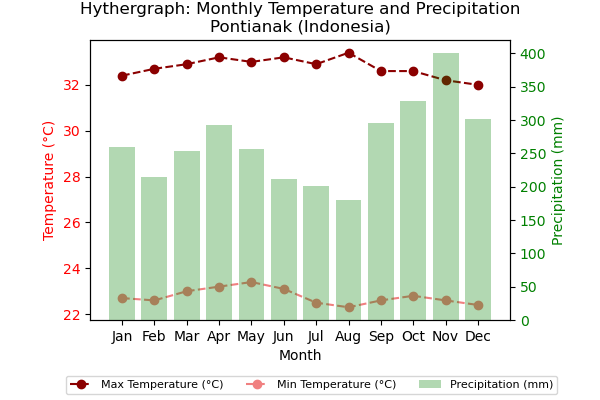 Hythergraph: Monthly Temperature and Precipitation
Pontianak (Indonesia)
Temperature (°C)
32
30
28
26
24
22
Precipitation (mm)
400
350
300
250
200
150
100
50
0
Jan Feb Mar Apr May Jun Jul Aug Sep Oct Nov Dec
Month
Max Temperature (°C) Min Temperature (°C) Precipitation (mm)